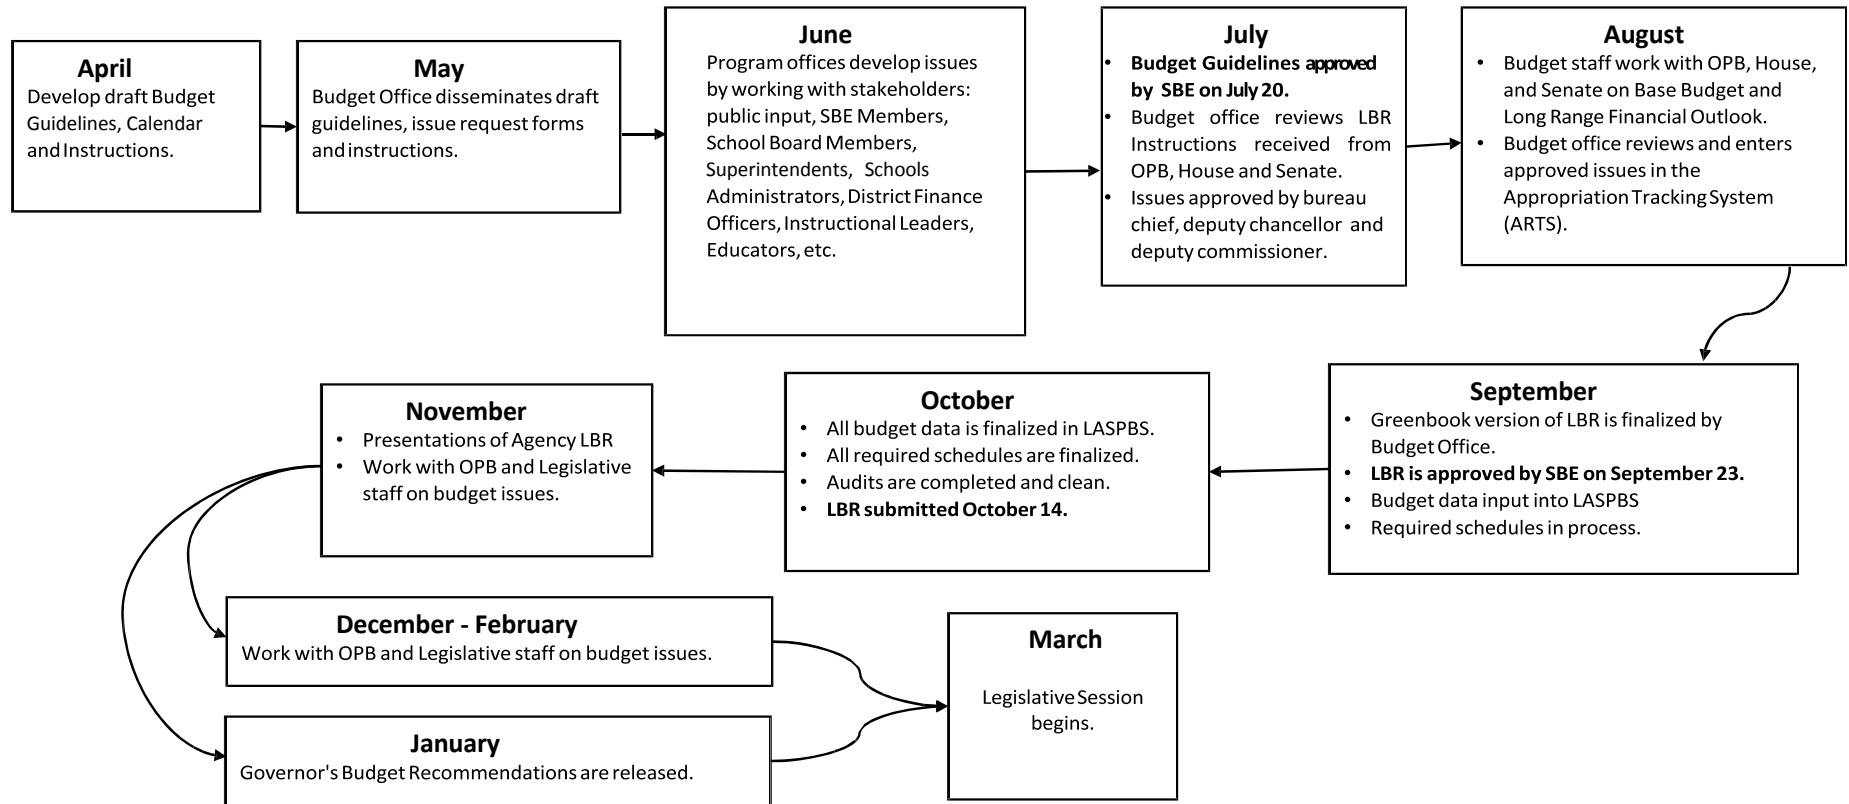 April
Develop draft Budget
Guidelines, Calendar
and Instructions.
May
Budget Office disseminates draft
guidelines, issue request forms
and instructions.
June
Program offices develop issues
by working with stakeholders:
public input, SBE Members,
School Board Members,
Superintendents, Schools
Administrators, District Finance
Officers, Instructional Leaders,
Educators, etc.
July
• Budget Guidelines approved
by SBE on July 20.
• Budget office reviews LBR
Instructions received from
OPB, House and Senate.
• Issues approved by bureau
chief, deputy chancellor and
deputy commissioner.
August
• Budget staff work with OPB, House,
and Senate on Base Budget and
Long Range Financial Outlook.
• Budget office reviews and enters
approved issues in the
Appropriation Tracking System
(ARTS).
September
• Greenbook version of LBR is finalized by
Budget Office.
• LBR is approved by SBE on September 23.
• Budget data input into LASPBS
• Required schedules in process.
October
• All budget data is finalized in LASPBS.
• All required schedules are finalized.
• Audits are completed and clean.
• LBR submitted October 14.
November
• Presentations of Agency LBR
• Work with OPB and Legislative
staff on budget issues.
December - February
Work with OPB and Legislative staff on budget issues.
January
Governor's Budget Recommendations are released.
March
Legislative Session
begins.